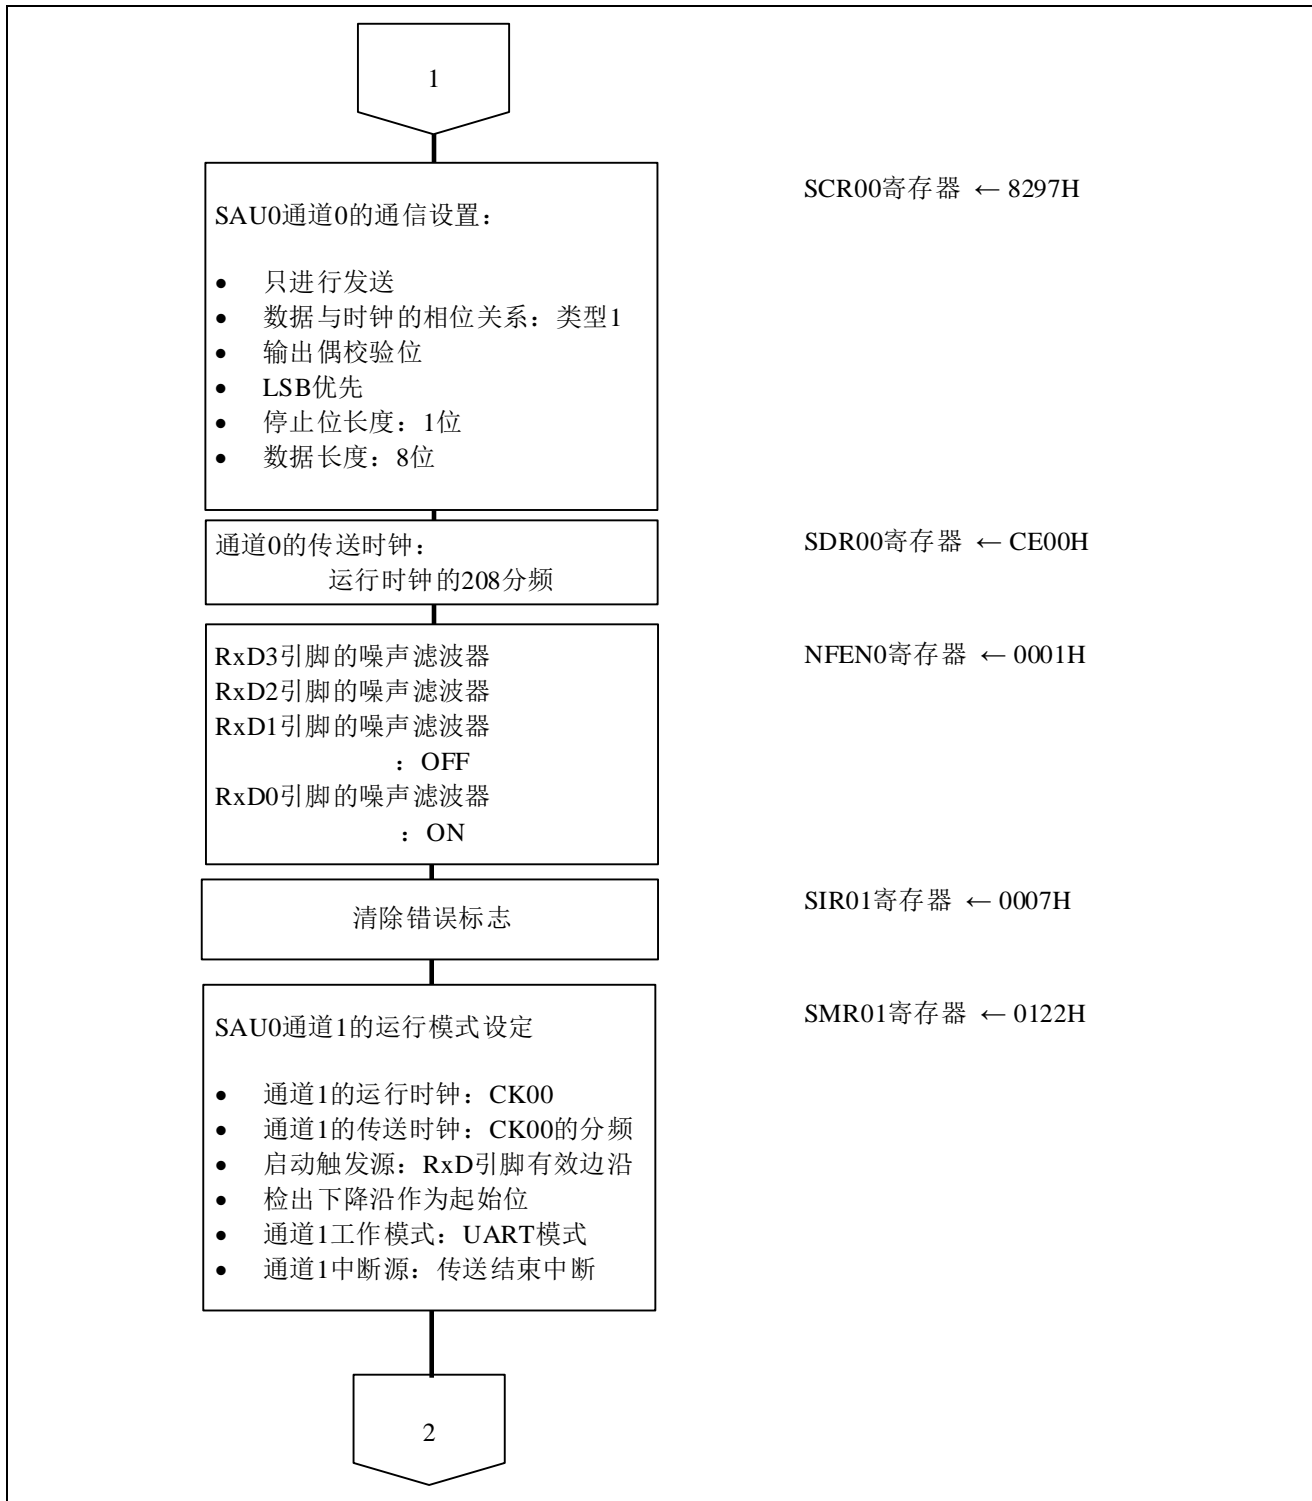 1
SAU0通道0的通信设置：
SCR00寄存器 ← 8297H
• 只进行发送
• 数据与时钟的相位关系：类型1
• 输出偶校验位
• LSB优先
• 停止位长度：1位
• 数据长度：8位
通道0的传送时钟：
运行时钟的208分频
SDR00寄存器 ← CE00H
RxD3引脚的噪声滤波器
RxD2引脚的噪声滤波器
RxD1引脚的噪声滤波器
：OFF
RxD0引脚的噪声滤波器
：ON
NFEN0寄存器 ← 0001H
清除错误标志
SIR01寄存器 ← 0007H
SAU0通道1的运行模式设定
SMR01寄存器 ← 0122H
• 通道1的运行时钟：CK00
• 通道1的传送时钟：CK00的分频
• 启动触发源：RxD引脚有效边沿
• 检出下降沿作为起始位
• 通道1工作模式：UART模式
• 通道1中断源：传送结束中断
2